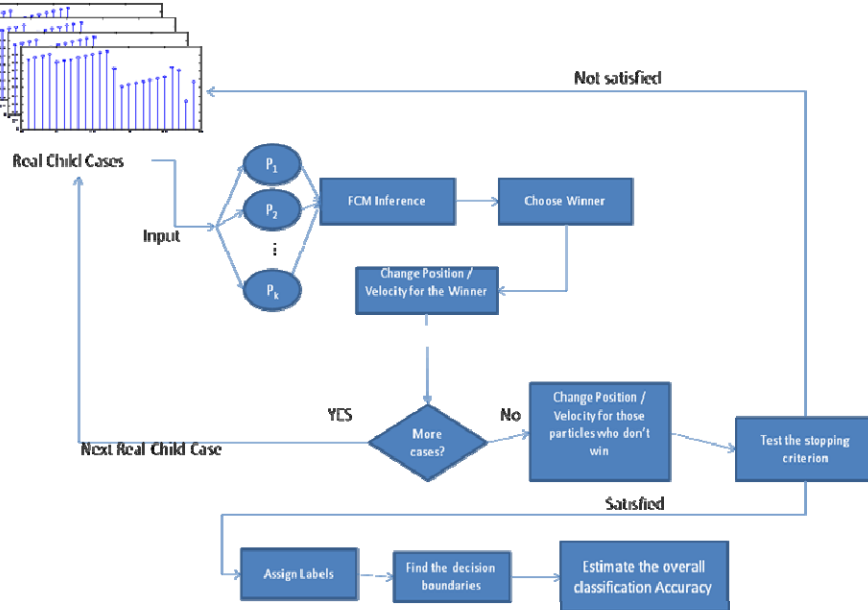 Not satisfied
Real Child Cases
P1
P2
⋮
Pk
Input
FCM Inference
Choose Winner
Change Position /
Velocity for the Winner
YES
No
More
cases?
Next Real Child Case
Change Position /
Velocity for those
particles who don't
win
Test the stopping
criterion
Satisfied
Assign Labels
Find the decision
boundaries
Estimate the overall
classification Accuracy